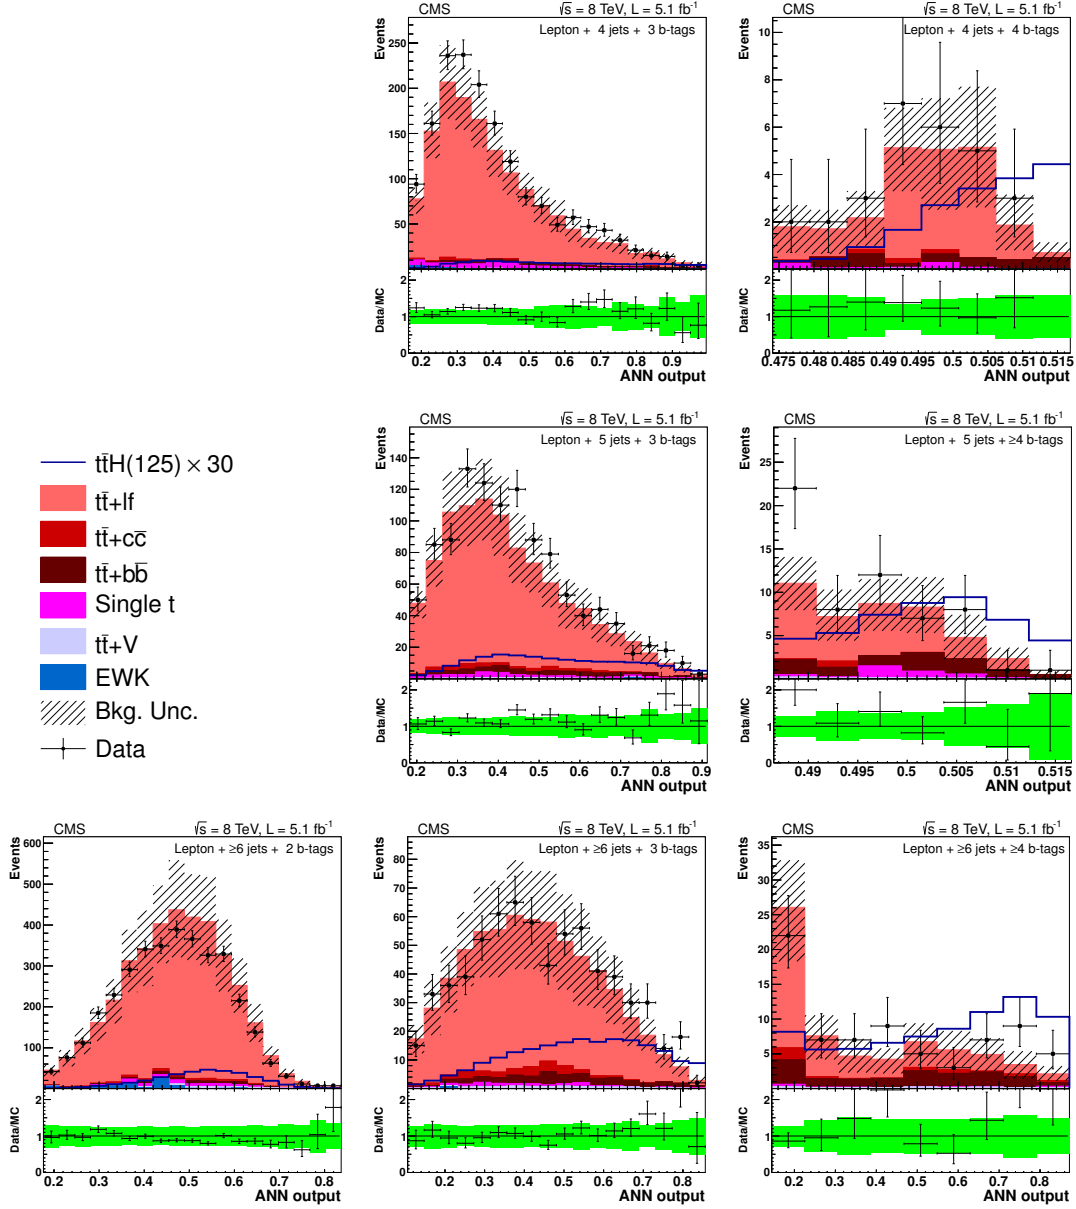 CMS √s = 8 TeV, L = 5.1 fb⁻¹
Lepton + 4 jets + 3 b-tags
Events
250
200
150
100
50
Data/MC
2
1
0
0.2 0.3 0.4 0.5 0.6 0.7 0.8 0.9
ANN output
CMS √s = 8 TeV, L = 5.1 fb⁻¹
Lepton + 4 jets + 4 b-tags
Events
10
8
6
4
2
0
Data/MC
2
1
0
0.475 0.48 0.485 0.49 0.495 0.5 0.505 0.51 0.515
ANN output
tt̄H(125) × 30
tt̄+lf
tt̄+cc̄
tt̄+bb̄
Single t
tt̄+V
EWK
Bkg. Unc.
Data
CMS √s = 8 TeV, L = 5.1 fb⁻¹
Lepton + 5 jets + 3 b-tags
Events
140
120
100
80
60
40
20
Data/MC
2
1
0
0.2 0.3 0.4 0.5 0.6 0.7 0.8 0.9
ANN output
CMS √s = 8 TeV, L = 5.1 fb⁻¹
Lepton + 5 jets + ≥4 b-tags
Events
25
20
15
10
5
Data/MC
2
1
0
0.49 0.495 0.5 0.505 0.51 0.515
ANN output
CMS √s = 8 TeV, L = 5.1 fb⁻¹
Lepton + ≥6 jets + 2 b-tags
Events
600
500
400
300
200
100
Data/MC
2
1
0
0.2 0.3 0.4 0.5 0.6 0.7 0.8
ANN output
CMS √s = 8 TeV, L = 5.1 fb⁻¹
Lepton + ≥6 jets + 3 b-tags
Events
80
70
60
50
40
30
20
10
0
Data/MC
2
1
0
0.2 0.3 0.4 0.5 0.6 0.7 0.8
ANN output
CMS √s = 8 TeV, L = 5.1 fb⁻¹
Lepton + ≥6 jets + ≥4 b-tags
Events
35
30
25
20
15
10
5
Data/MC
2
1
0
0.2 0.3 0.4 0.5 0.6 0.7 0.8
ANN output